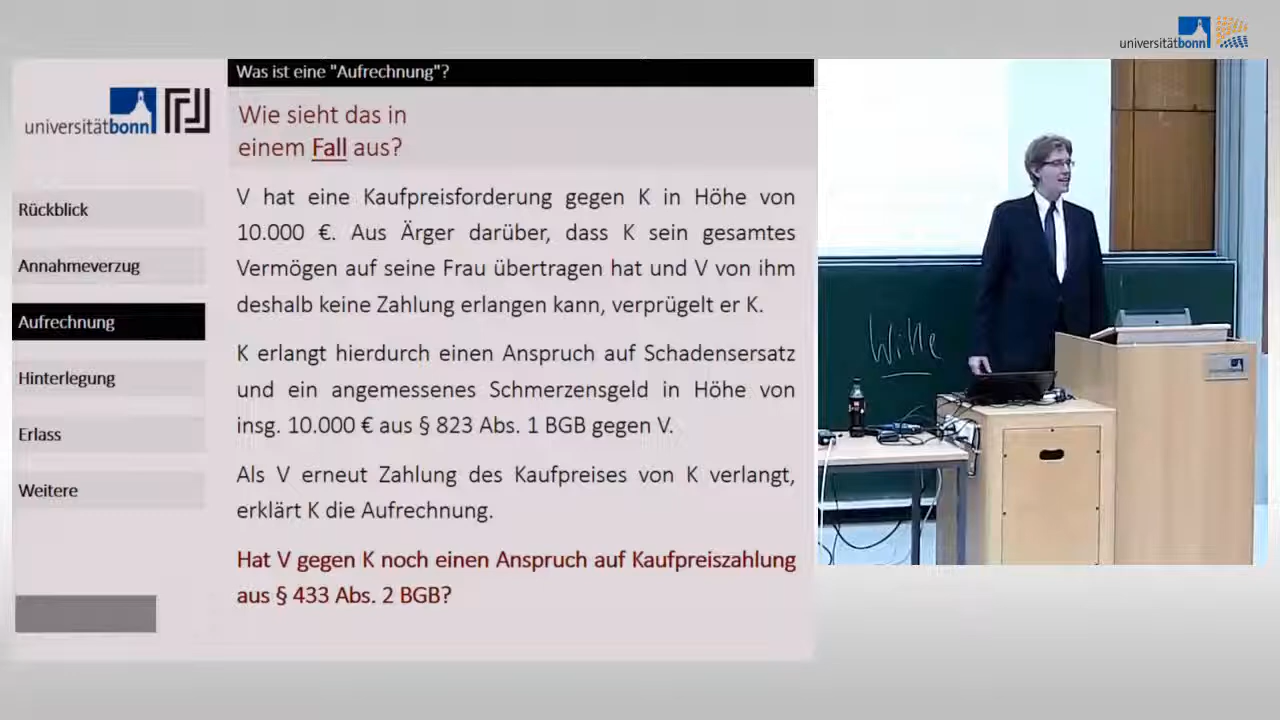 universitätbonn
Was ist eine "Aufrechnung"?
universitätbonn
Wie sieht das in
einem Fall aus?
Rückblick
Annahmeverzug
Aufrechnung
Hinterlegung
Erlass
Weitere
V hat eine Kaufpreisforderung gegen K in Höhe von
10.000 €. Aus Ärger darüber, dass K sein gesamtes
Vermögen auf seine Frau übertragen hat und V von ihm
deshalb keine Zahlung erlangen kann, verprügelt er K.
K erlangt hierdurch einen Anspruch auf Schadensersatz
und ein angemessenes Schmerzensgeld in Höhe von
insg. 10.000 € aus § 823 Abs. 1 BGB gegen V.
Als V erneut Zahlung des Kaufpreises von K verlangt,
erklärt K die Aufrechnung.
Hat V gegen K noch einen Anspruch auf Kaufpreiszahlung
aus § 433 Abs. 2 BGB?